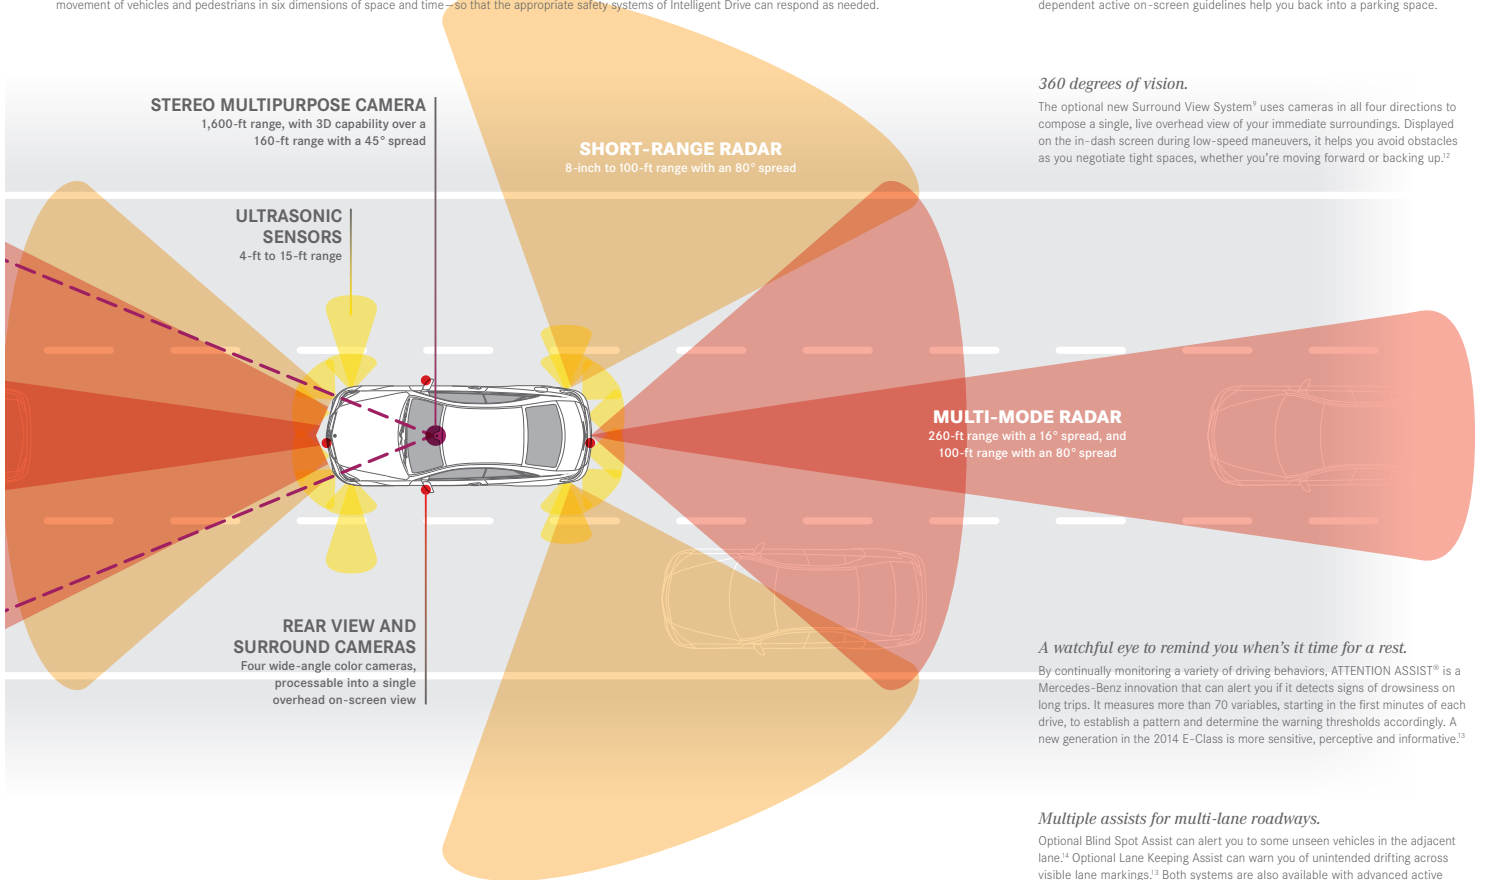 movement of vehicles and pedestrians in six dimensions of space and time—so that the appropriate safety systems of Intelligent Drive can respond as needed.
dependent active on-screen guidelines help you back into a parking space.
STEREO MULTIPURPOSE CAMERA
1,600-ft range, with 3D capability over a
160-ft range with a 45° spread
SHORT-RANGE RADAR
8-inch to 100-ft range with an 80° spread
360 degrees of vision.
The optional new Surround View System⁹ uses cameras in all four directions to
compose a single, live overhead view of your immediate surroundings. Displayed
on the in-dash screen during low-speed maneuvers, it helps you avoid obstacles
as you negotiate tight spaces, whether you're moving forward or backing up.¹²
ULTRASONIC
SENSORS
4-ft to 15-ft range
MULTI-MODE RADAR
260-ft range with a 16° spread, and
100-ft range with an 80° spread
REAR VIEW AND
SURROUND CAMERAS
Four wide-angle color cameras,
processable into a single
overhead on-screen view
A watchful eye to remind you when's it time for a rest.
By continually monitoring a variety of driving behaviors, ATTENTION ASSIST® is a
Mercedes-Benz innovation that can alert you if it detects signs of drowsiness on
long trips. It measures more than 70 variables, starting in the first minutes of each
drive, to establish a pattern and determine the warning thresholds accordingly. A
new generation in the 2014 E-Class is more sensitive, perceptive and informative.¹³
Multiple assists for multi-lane roadways.
Optional Blind Spot Assist can alert you to some unseen vehicles in the adjacent
lane.¹⁴ Optional Lane Keeping Assist can warn you of unintended drifting across
visible lane markings.¹³ Both systems are also available with advanced active